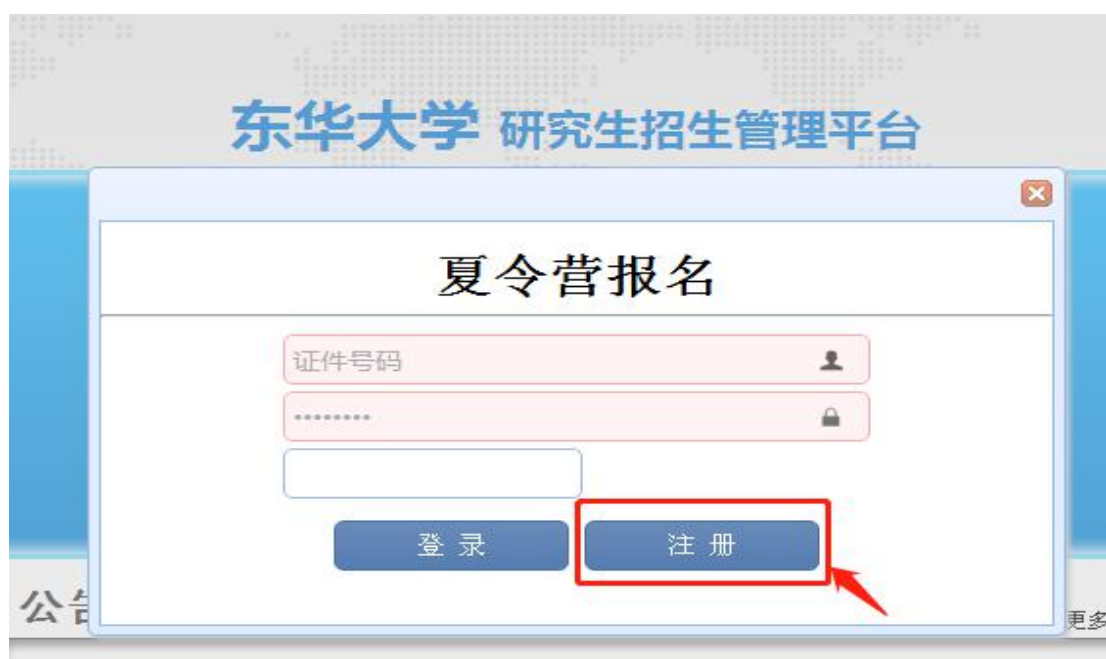 东华大学 研究生招生管理平台
夏令营报名
证件号码
••••••••
登 录 注 册
公告
更多